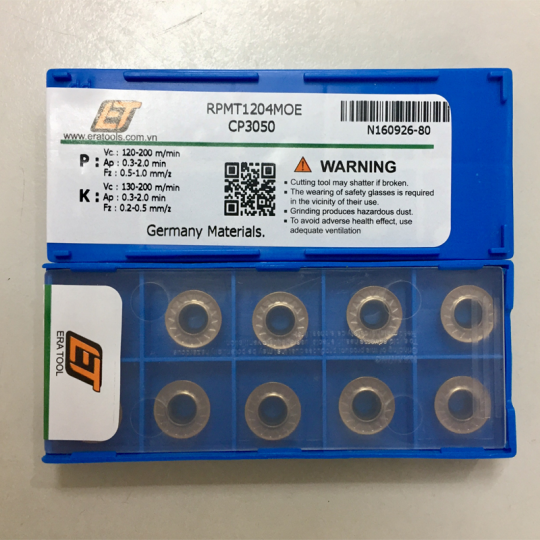 ET
www.eratools.com.vn
RPMT1204MOE
CP3050
N160926-80
P : Vc : 120-200 m/min
Ap : 0.3-2.0 min
Fz : 0.5-1.0 mm/z
K : Vc : 130-200 m/min
Ap : 0.3-2.0 min
Fz : 0.2-0.5 mm/z
Germany Materials.
WARNING
Cutting tool may shatter if broken.
The wearing of safety glasses is required
in the vicinity of their use.
Grinding produces hazardous dust.
To avoid adverse health effect, use
adequate ventilation
ET
ERA TOOL